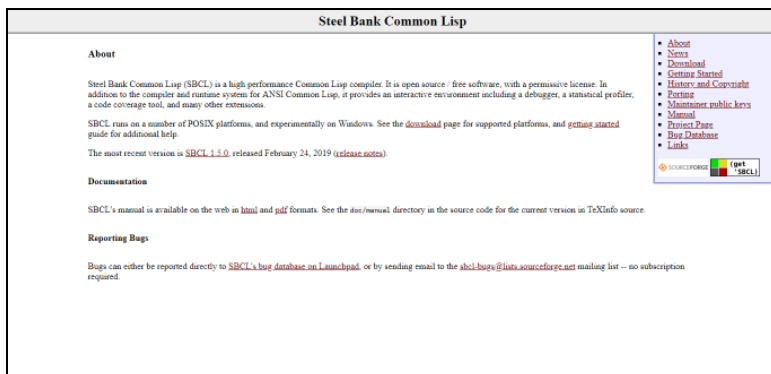 Steel Bank Common Lisp
About
Steel Bank Common Lisp (SBCL) is a high performance Common Lisp compiler. It is open source / free software, with a permissive license. In
addition to the compiler and runtime system for ANSI Common Lisp, it provides an interactive environment including a debugger, a statistical profiler,
a code coverage tool, and many other extensions.
SBCL runs on a number of POSIX platforms, and experimentally on Windows. See the download page for supported platforms, and getting started
guide for additional help.
The most recent version is SBCL 1.5.0, released February 24, 2019 (release notes).
Documentation
SBCL's manual is available on the web in html and pdf formats. See the doc/manual directory in the source code for the current version in TeXInfo source.
Reporting Bugs
Bugs can either be reported directly to SBCL's bug database on Launchpad, or by sending email to the sbcl-bugs@lists.sourceforge.net mailing list -- no subscription
required.
About
News
Download
Getting Started
History and Copyright
Porting
Maintainer public keys
Manual
Project Page
Bug Database
Links
SOURCEFORGE
(get
'SBCL)